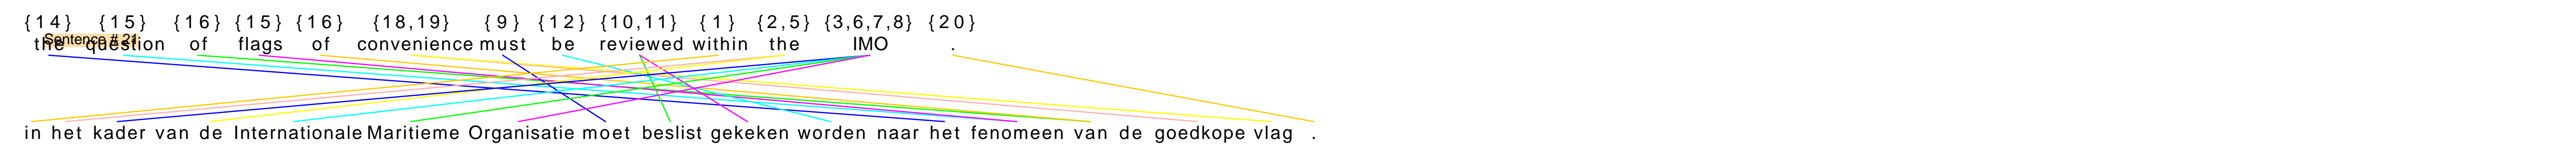 {14} {15} {16} {15} {16} {18,19} {9} {12} {10,11} {1} {2,5} {3,6,7,8} {20}
Sentence # 21
the question of flags of convenience must be reviewed within the IMO .
in het kader van de Internationale Maritieme Organisatie moet beslist gekeken worden naar het fenomeen van de goedkope vlag .